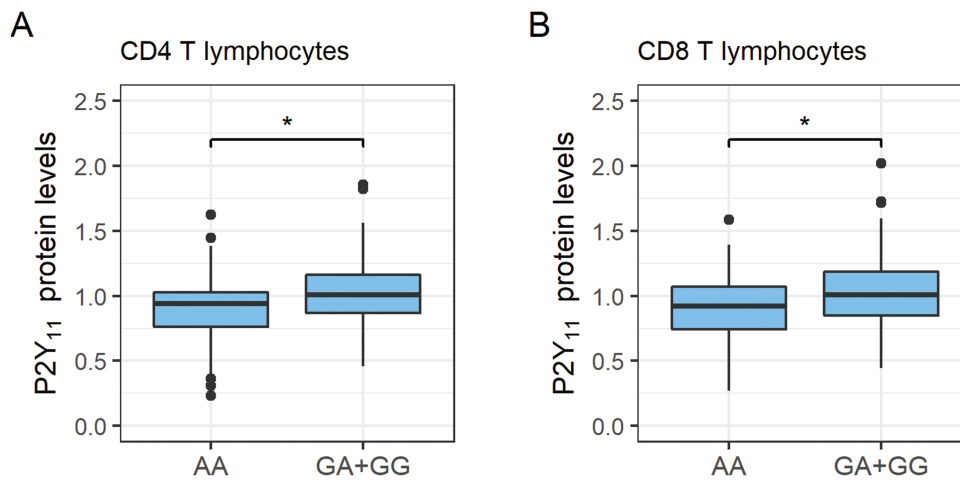 A
CD4 T lymphocytes
P2Y₁₁ protein levels
2.5
2.0
1.5
1.0
0.5
0.0
*
AA
GA+GG
B
CD8 T lymphocytes
P2Y₁₁ protein levels
2.5
2.0
1.5
1.0
0.5
0.0
*
AA
GA+GG